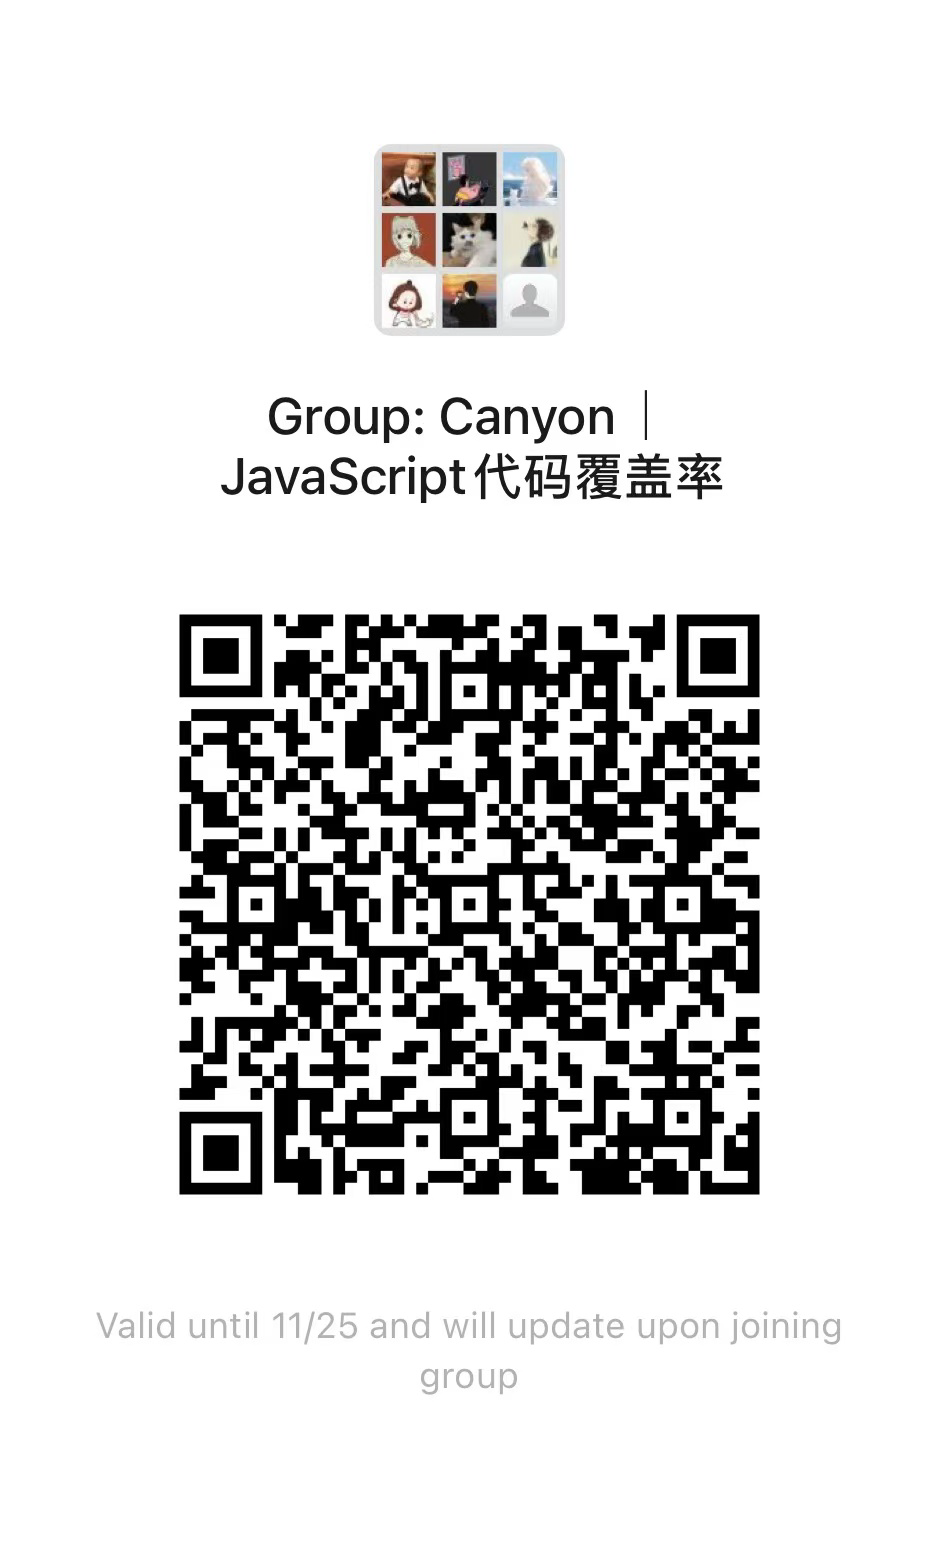 Group: Canyon｜
JavaScript代码覆盖率
Valid until 11/25 and will update upon joining
group